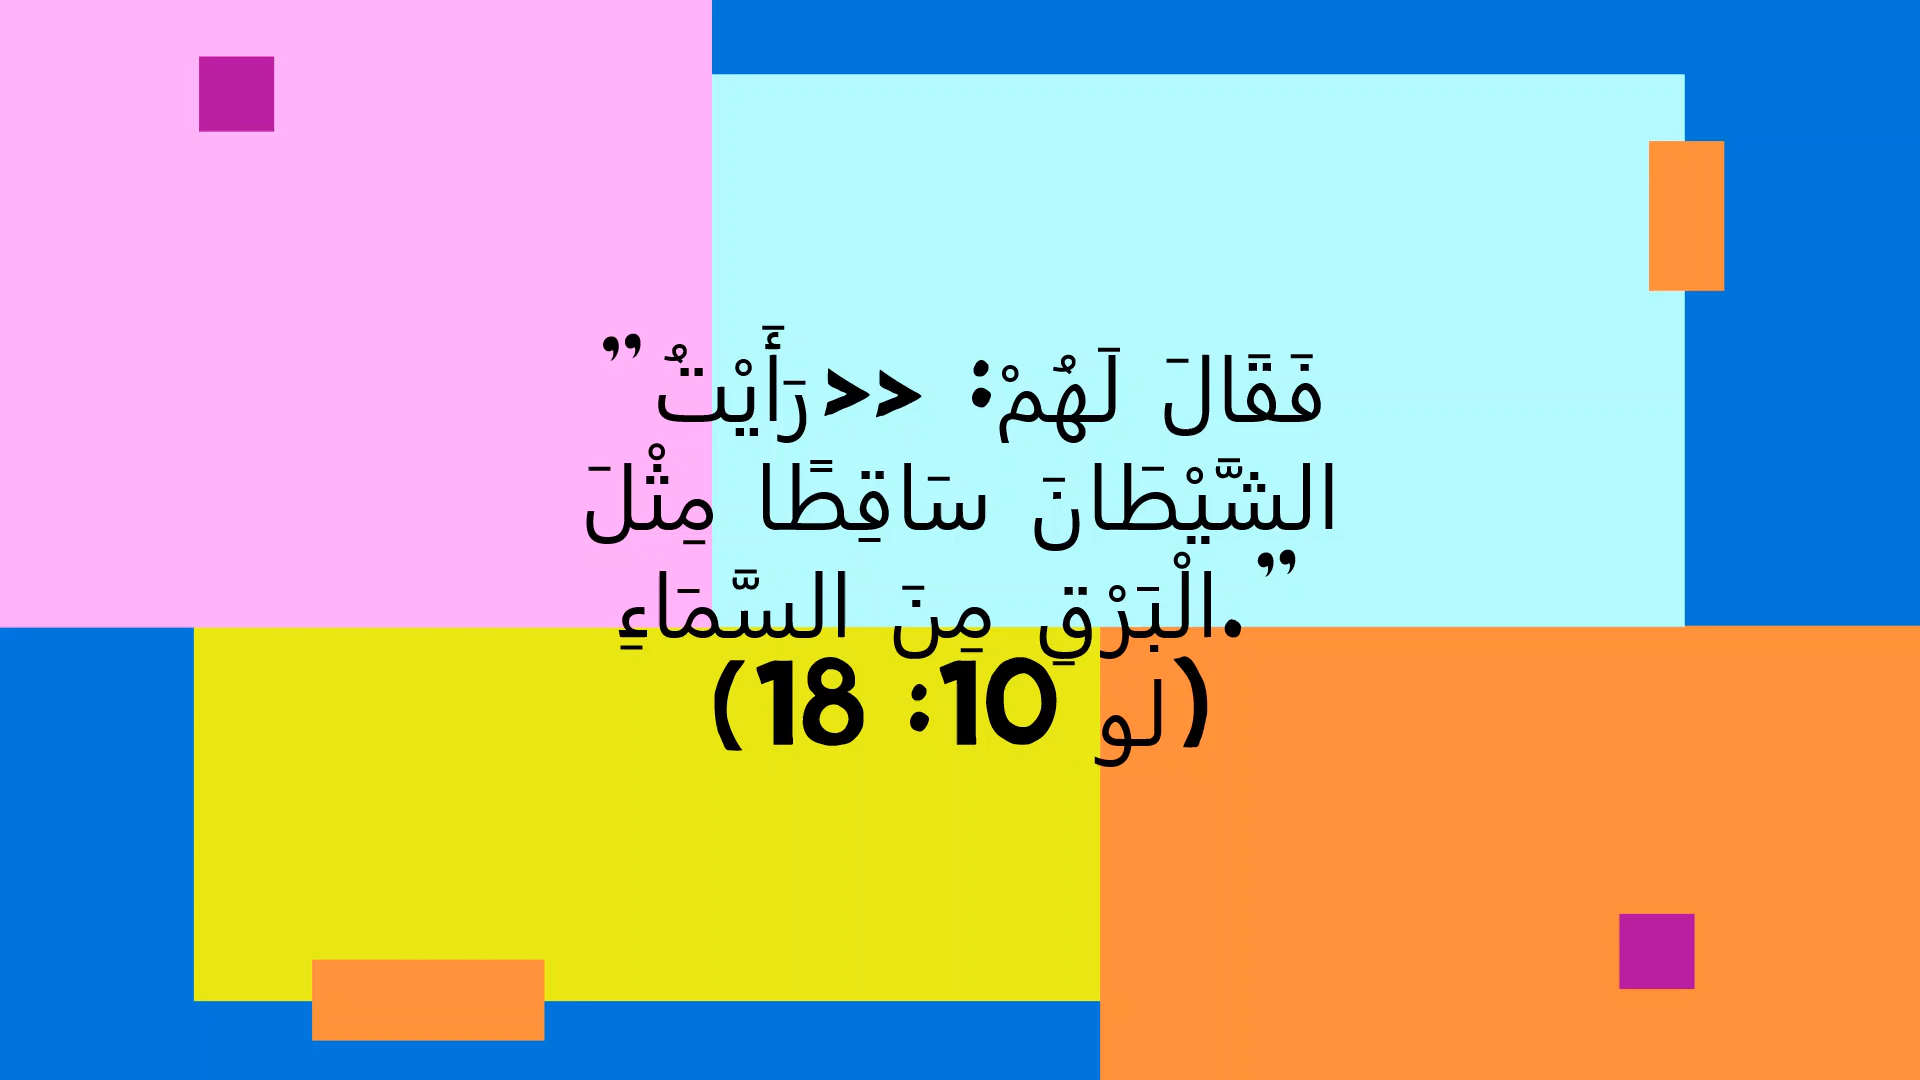 فَقَالَ لَهُمْ: <<رَأَيْتُ”
الشَّيْطَانَ سَاقِطًا مِثْلَ
”.الْبَرْقِ مِنَ السَّمَاءِ
(لو 10: 18)